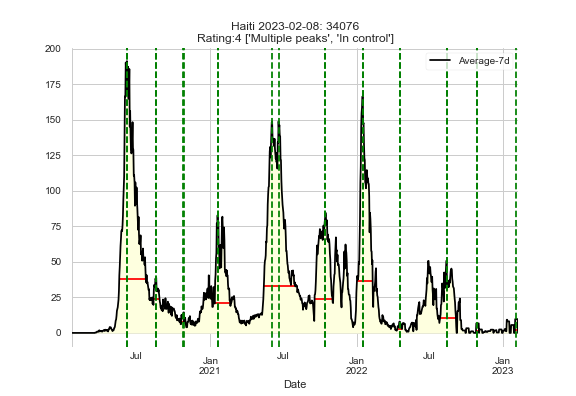 Haiti 2023-02-08: 34076
Rating:4 ['Multiple peaks', 'In control']
Average-7d
200
175
150
125
100
75
50
25
0
Jul
Jan
2021
Jul
Jan
2022
Jul
Jan
2023
Date